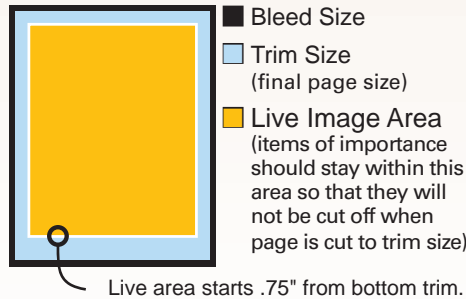 Bleed Size
Trim Size
(final page size)
Live Image Area
(items of importance
should stay within this
area so that they will
not be cut off when
page is cut to trim size)
Live area starts .75" from bottom trim.